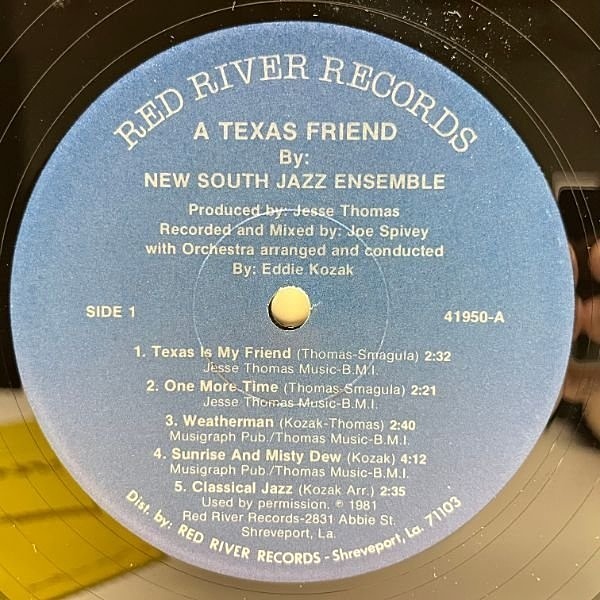 RED RIVER RECORDS
A TEXAS FRIEND
By:
NEW SOUTH JAZZ ENSEMBLE
Produced by: Jesse Thomas
Recorded and Mixed by: Joe Spivey
with Orchestra arranged and conducted
By: Eddie Kozak
SIDE 1 41950-A
1. Texas Is My Friend (Thomas-Smagula) 2:32
Jesse Thomas Music-B.M.I.
2. One More Time (Thomas-Smagula) 2:21
Jesse Thomas Music-B.M.I.
3. Weatherman (Kozak-Thomas) 2:40
Musigraph Pub./Thomas Music-B.M.I.
4. Sunrise And Misty Dew (Kozak) 4:12
Musigraph Pub./Thomas Music-B.M.I.
5. Classical Jazz (Kozak Arr.) 2:35
Used by permission. ℗ 1981
Red River Records-2831 Abbie St.
Shreveport, La.
Dist. by: RED RIVER RECORDS - Shreveport, La. 71103